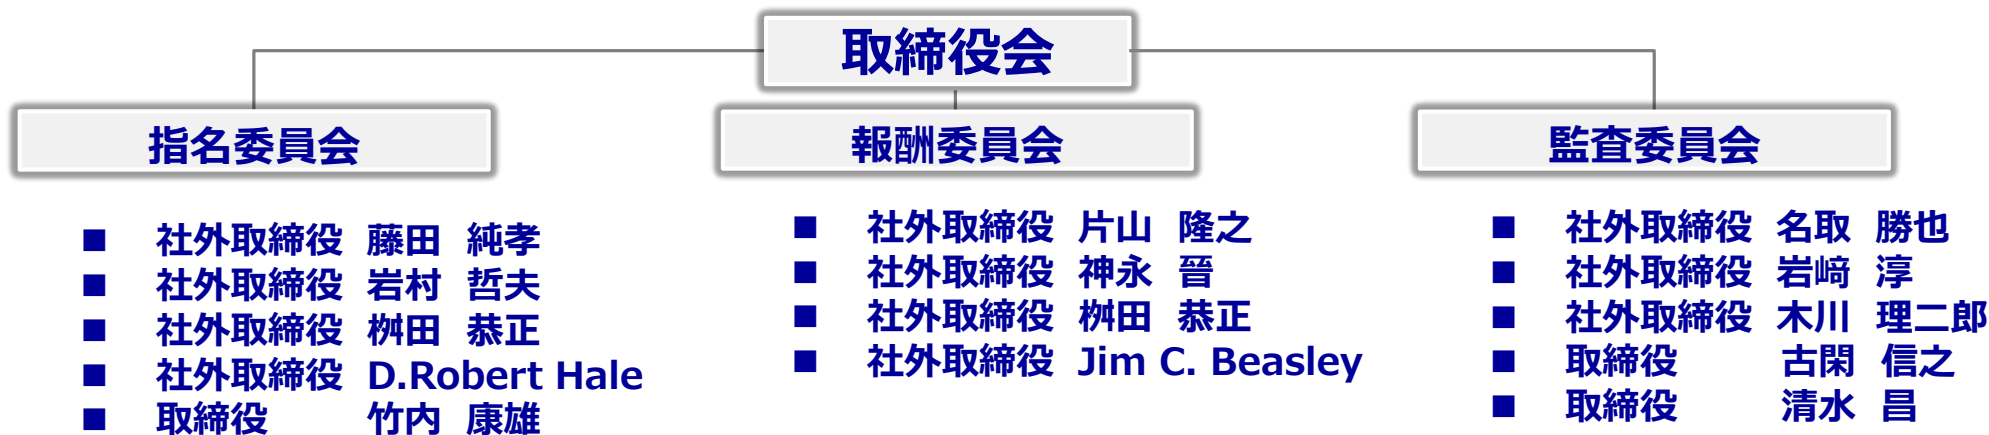 取締役会
指名委員会
■ 社外取締役 藤田 純孝
■ 社外取締役 岩村 哲夫
■ 社外取締役 桝田 恭正
■ 社外取締役 D.Robert Hale
■ 取締役 竹内 康雄
報酬委員会
■ 社外取締役 片山 隆之
■ 社外取締役 神永 晉
■ 社外取締役 桝田 恭正
■ 社外取締役 Jim C. Beasley
監査委員会
■ 社外取締役 名取 勝也
■ 社外取締役 岩﨑 淳
■ 社外取締役 木川 理二郎
■ 取締役 古閑 信之
■ 取締役 清水 昌